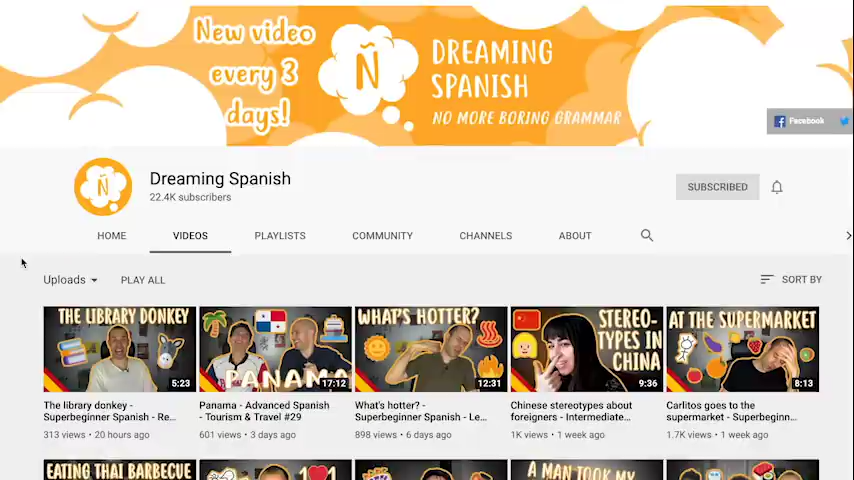 New video
every 3
days!
Ñ
DREAMING
SPANISH
NO MORE BORING GRAMMAR
Facebook
Ñ
Dreaming Spanish
22.4K subscribers
SUBSCRIBED
HOME
VIDEOS
PLAYLISTS
COMMUNITY
CHANNELS
ABOUT
Uploads
PLAY ALL
SORT BY
THE LIBRARY DONKEY
5:23
PANAMA
17:12
WHAT'S HOTTER?
12:31
STEREO-
TYPES IN
CHINA
9:36
AT THE SUPERMARKET
8:13
The library donkey -
Superbeginner Spanish - Re...
313 views • 20 hours ago
Panama - Advanced Spanish
- Tourism & Travel #29
601 views • 3 days ago
What's hotter? -
Superbeginner Spanish - Le...
898 views • 6 days ago
Chinese stereotypes about
foreigners - Intermediate...
1K views • 1 week ago
Carlitos goes to the
supermarket - Superbeginn...
1.7K views • 1 week ago
EATING THAI BARBECUE
A MAN TOOK MY